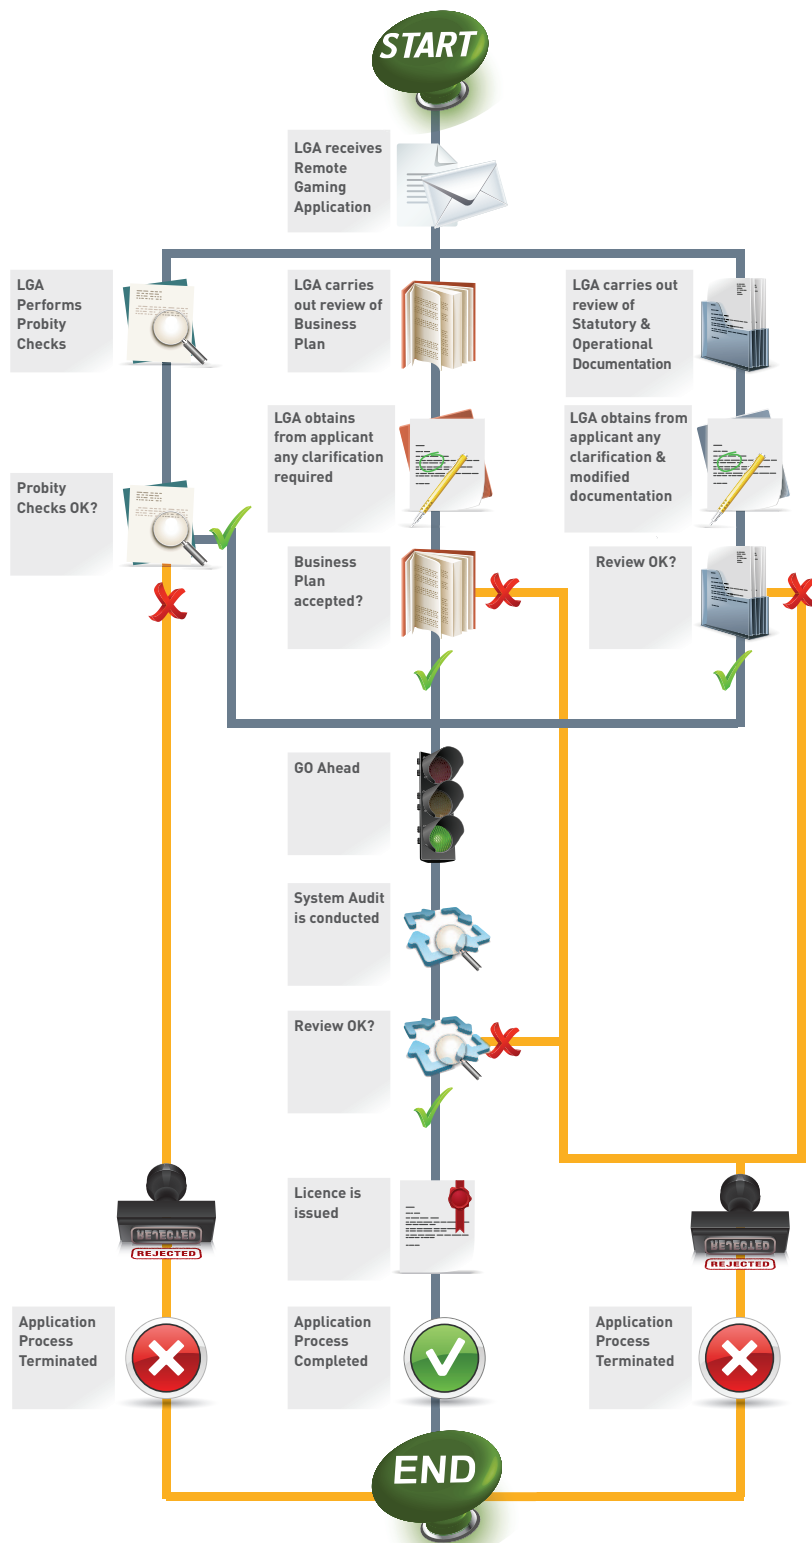 START
LGA receives
Remote
Gaming
Application
LGA
Performs
Probity
Checks
LGA carries
out review of
Business
Plan
LGA carries out
review of
Statutory &
Operational
Documentation
LGA obtains
from applicant
any clarification
required
LGA obtains from
applicant any
clarification &
modified
documentation
Probity
Checks OK?
Business
Plan
accepted?
Review OK?
GO Ahead
System Audit
is conducted
Review OK?
Licence is
issued
REJECTED
REJECTED
REJECTED
REJECTED
Application
Process
Terminated
Application
Process
Completed
Application
Process
Terminated
END